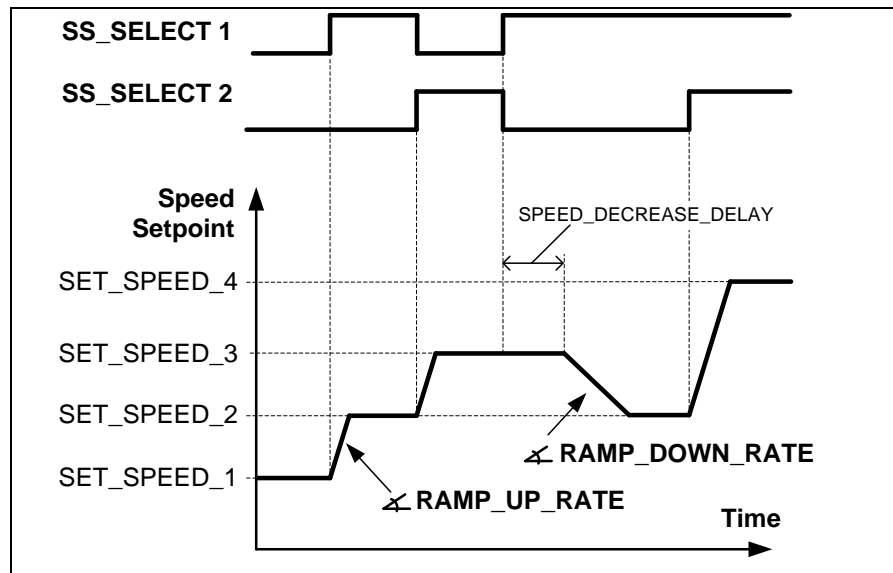 SS_SELECT 1
SS_SELECT 2
Speed
Setpoint
SPEED_DECREASE_DELAY
SET_SPEED_4
SET_SPEED_3
SET_SPEED_2
SET_SPEED_1
∡ RAMP_DOWN_RATE
∡ RAMP_UP_RATE
Time